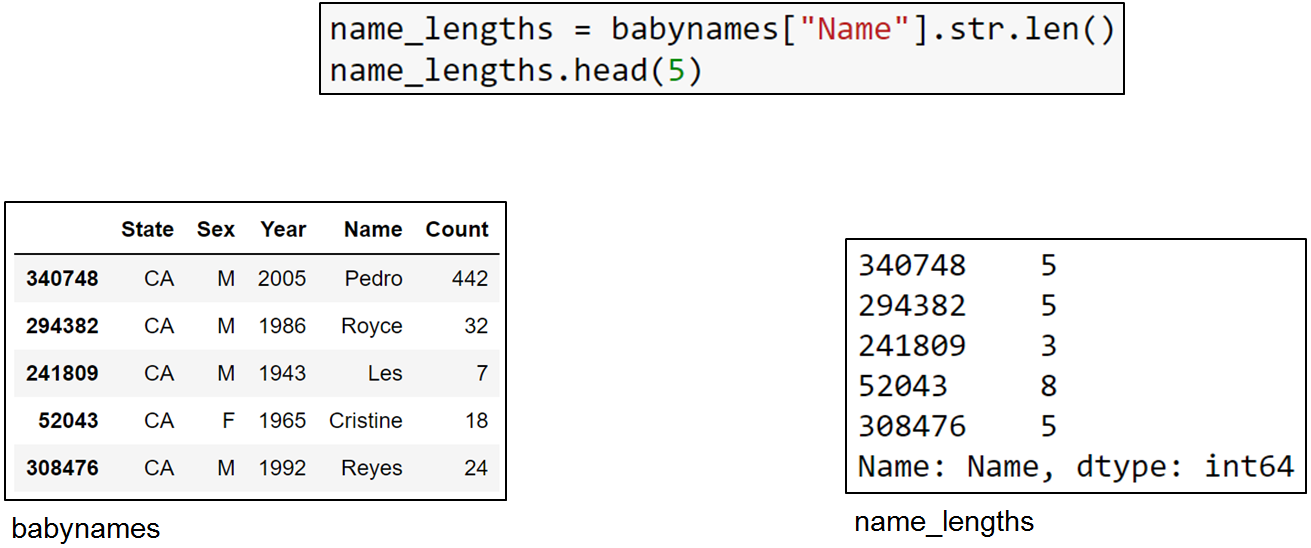 name_lengths = babynames["Name"].str.len()
name_lengths.head(5)
State Sex Year Name Count
340748 CA M 2005 Pedro 442
294382 CA M 1986 Royce 32
241809 CA M 1943 Les 7
52043 CA F 1965 Cristine 18
308476 CA M 1992 Reyes 24
babynames
340748 5
294382 5
241809 3
52043 8
308476 5
Name: Name, dtype: int64
name_lengths